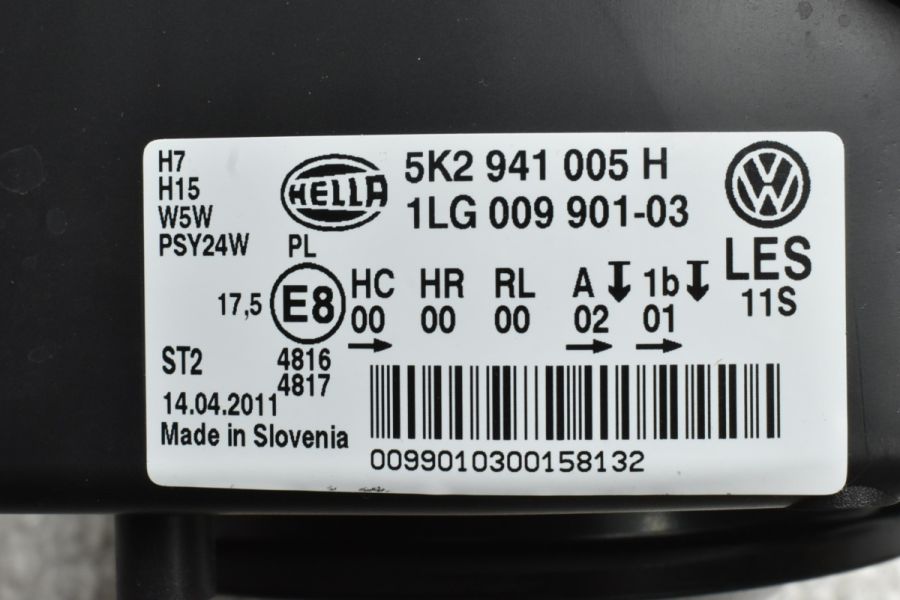 H7
H15
W5W
PSY24W
HELLA
5K2 941 005 H
1LG 009 901-03
PL
17,5
E8
HC
00
HR
00
RL
00
A
02
1b
01
LES
11S
ST2
4816
4817
14.04.2011
Made in Slovenia
0099010300158132